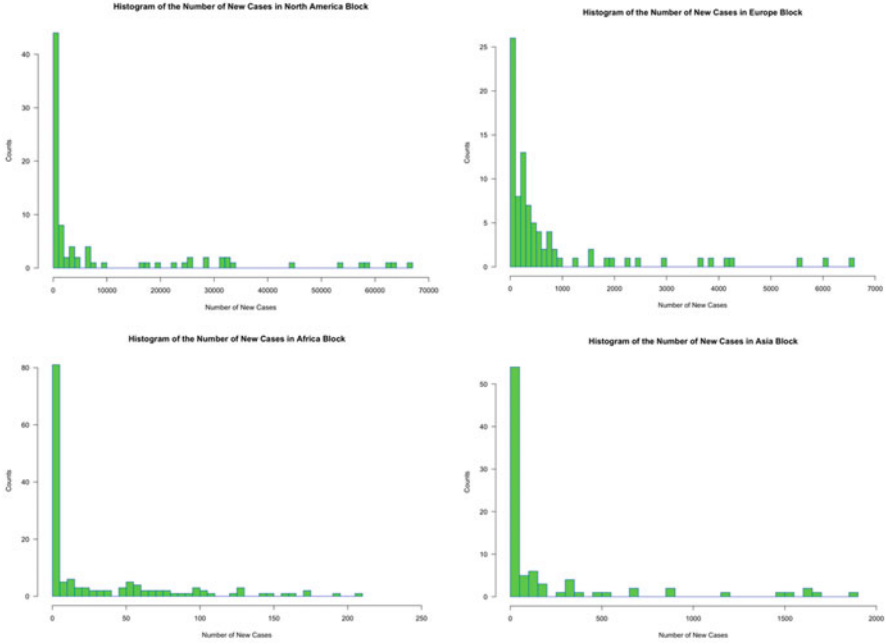 Histogram of the Number of New Cases in North America Block
Counts
40
30
20
10
0
0 10000 20000 30000 40000 50000 60000 70000
Number of New Cases
Histogram of the Number of New Cases in Europe Block
Counts
25
20
15
10
5
0
0 1000 2000 3000 4000 5000 6000 7000
Number of New Cases
Histogram of the Number of New Cases in Africa Block
Counts
80
60
40
20
0
0 50 100 150 200 250
Number of New Cases
Histogram of the Number of New Cases in Asia Block
Counts
50
40
30
20
10
0
0 500 1000 1500 2000
Number of New Cases